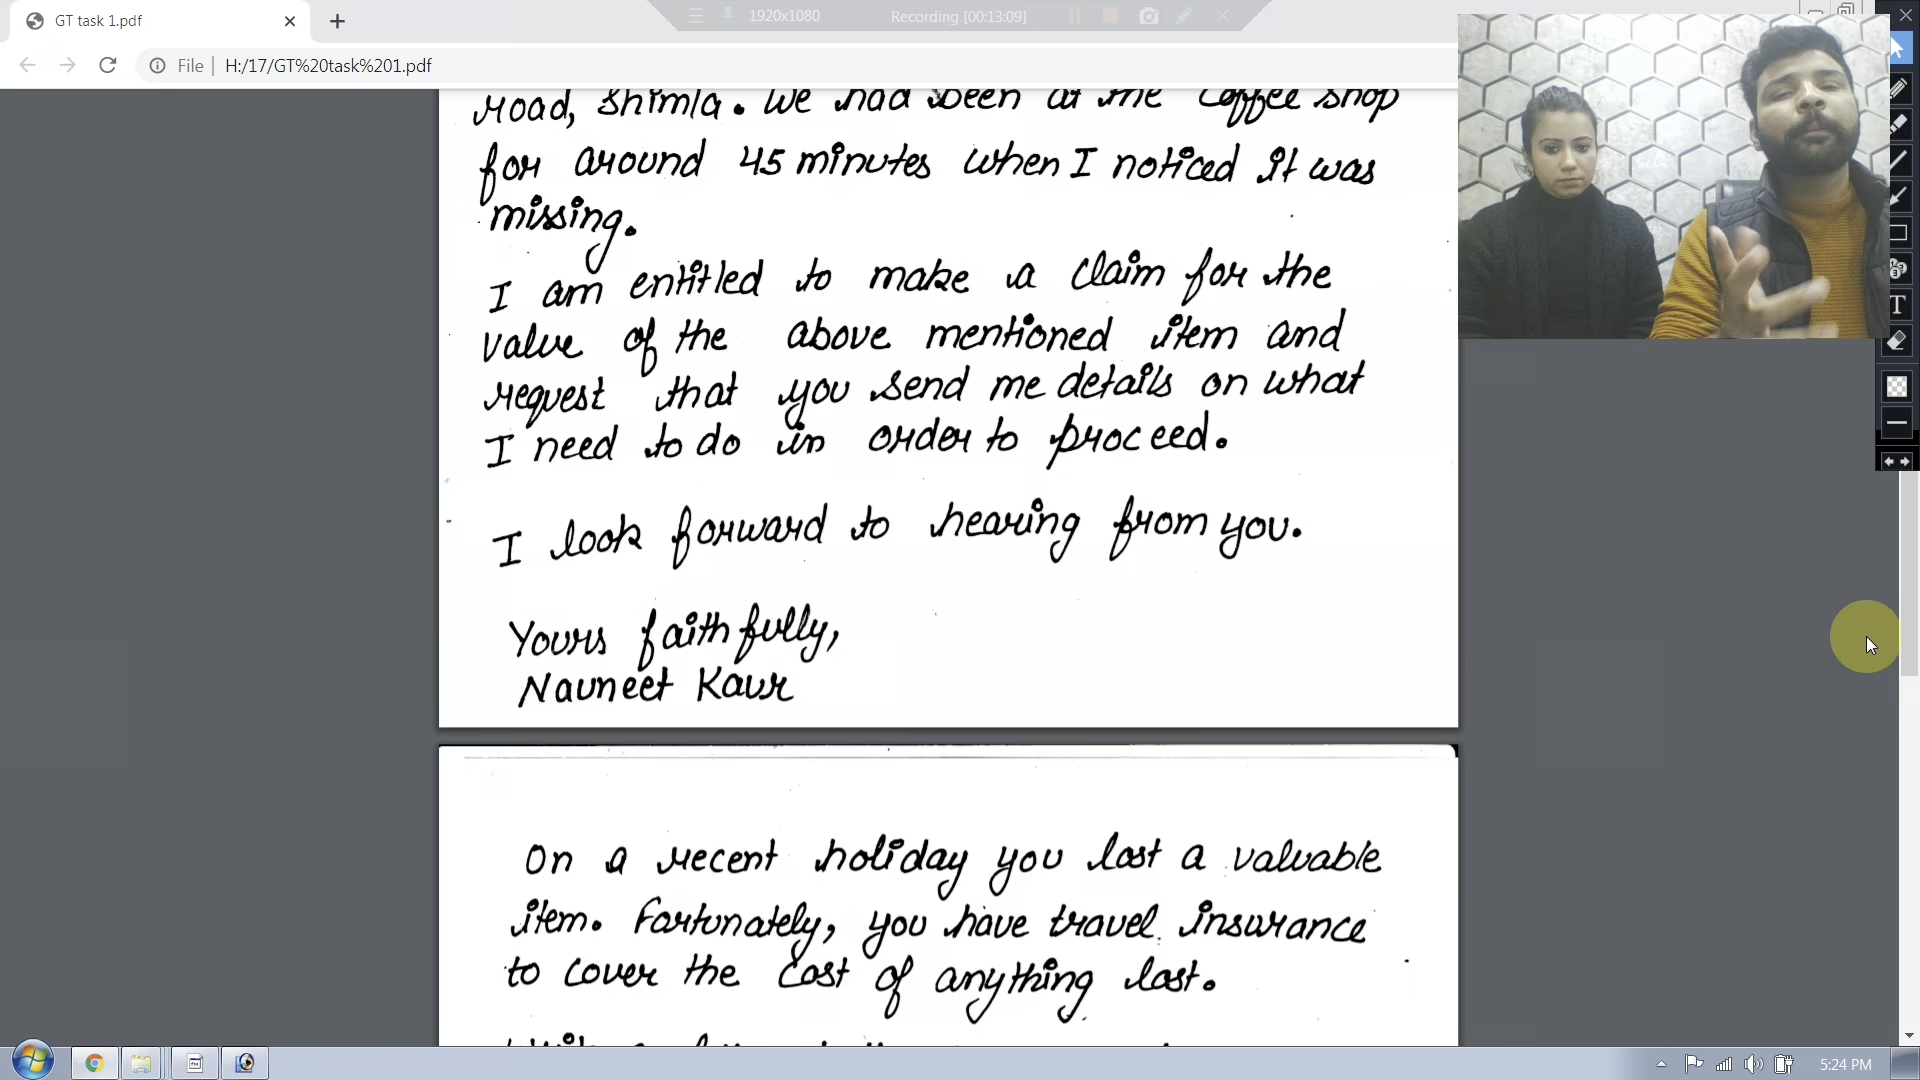 GT task 1.pdf
1920x1080
Recording [00:13:09]
File
H:/17/GT%20task%201.pdf
road, Shimla. We had been at the Coffee shop
for around 45 minutes when I noticed it was
missing.
I am entitled to make a claim for the
value of the above mentioned item and
request that you send me details on what
I need to do in order to proceed.
I look forward to hearing from you.
Yours faithfully,
Navneet Kaur
On a recent holiday you lost a valuable
item. Fortunately, you have travel insurance
to cover the cost of anything lost.
T
5:24 PM